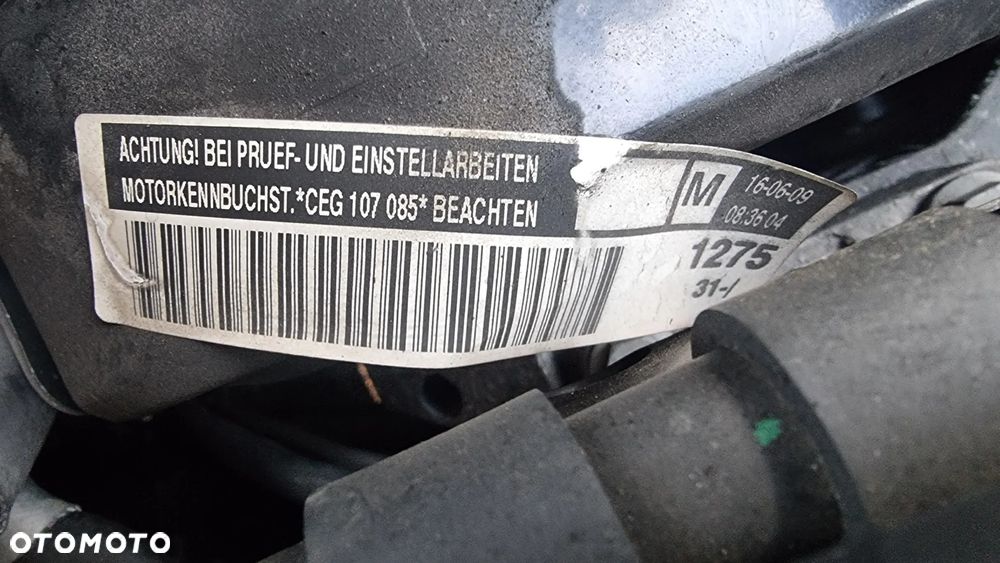 ACHTUNG! BEI PRUEF- UND EINSTELLARBEITEN
MOTORKENNBUCHST.*CEG 107 085* BEACHTEN
M
16-06-09
08:36 04
1275
31-/
OTOMOTO